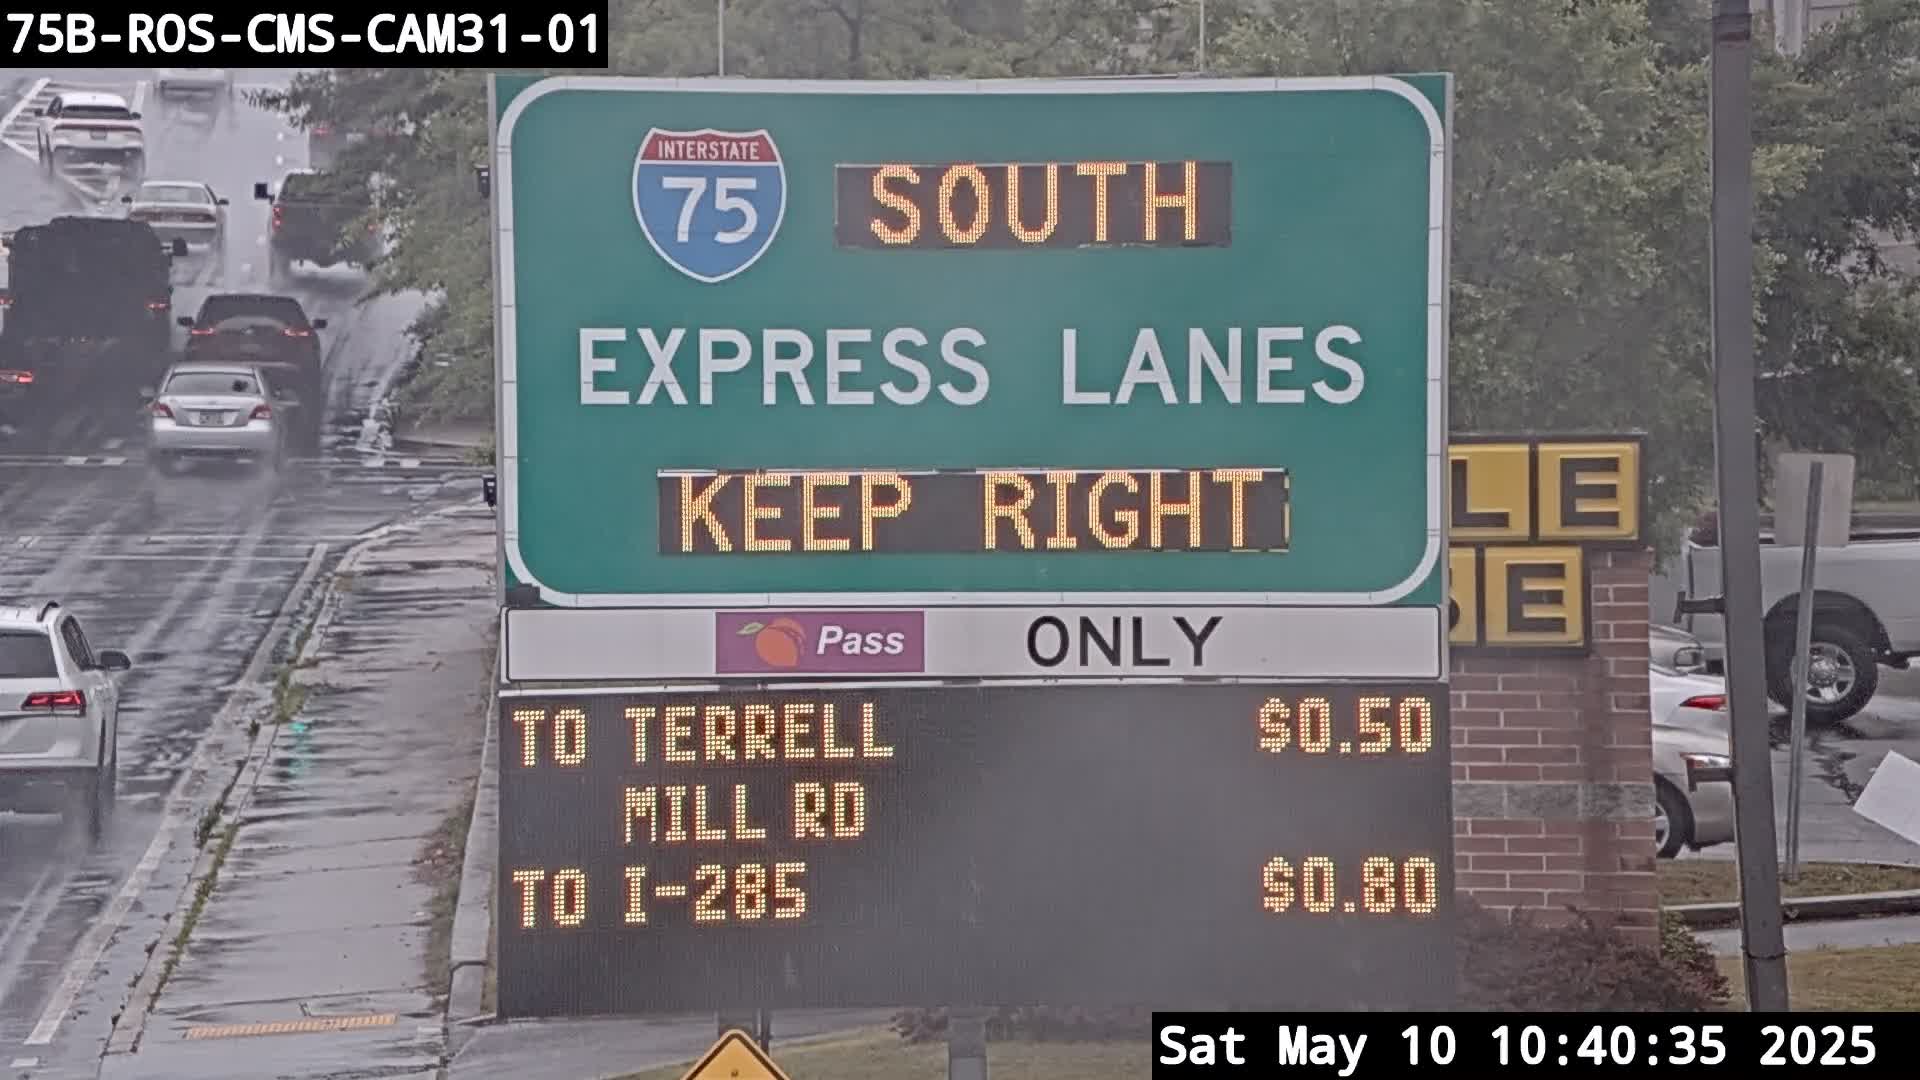 75B-ROS-CMS-CAM31-01
INTERSTATE
75
SOUTH
EXPRESS LANES
KEEP RIGHT
Pass ONLY
TO TERRELL $0.50
MILL RD
TO I-285 $0.80
LE
E
Sat May 10 10:40:35 2025